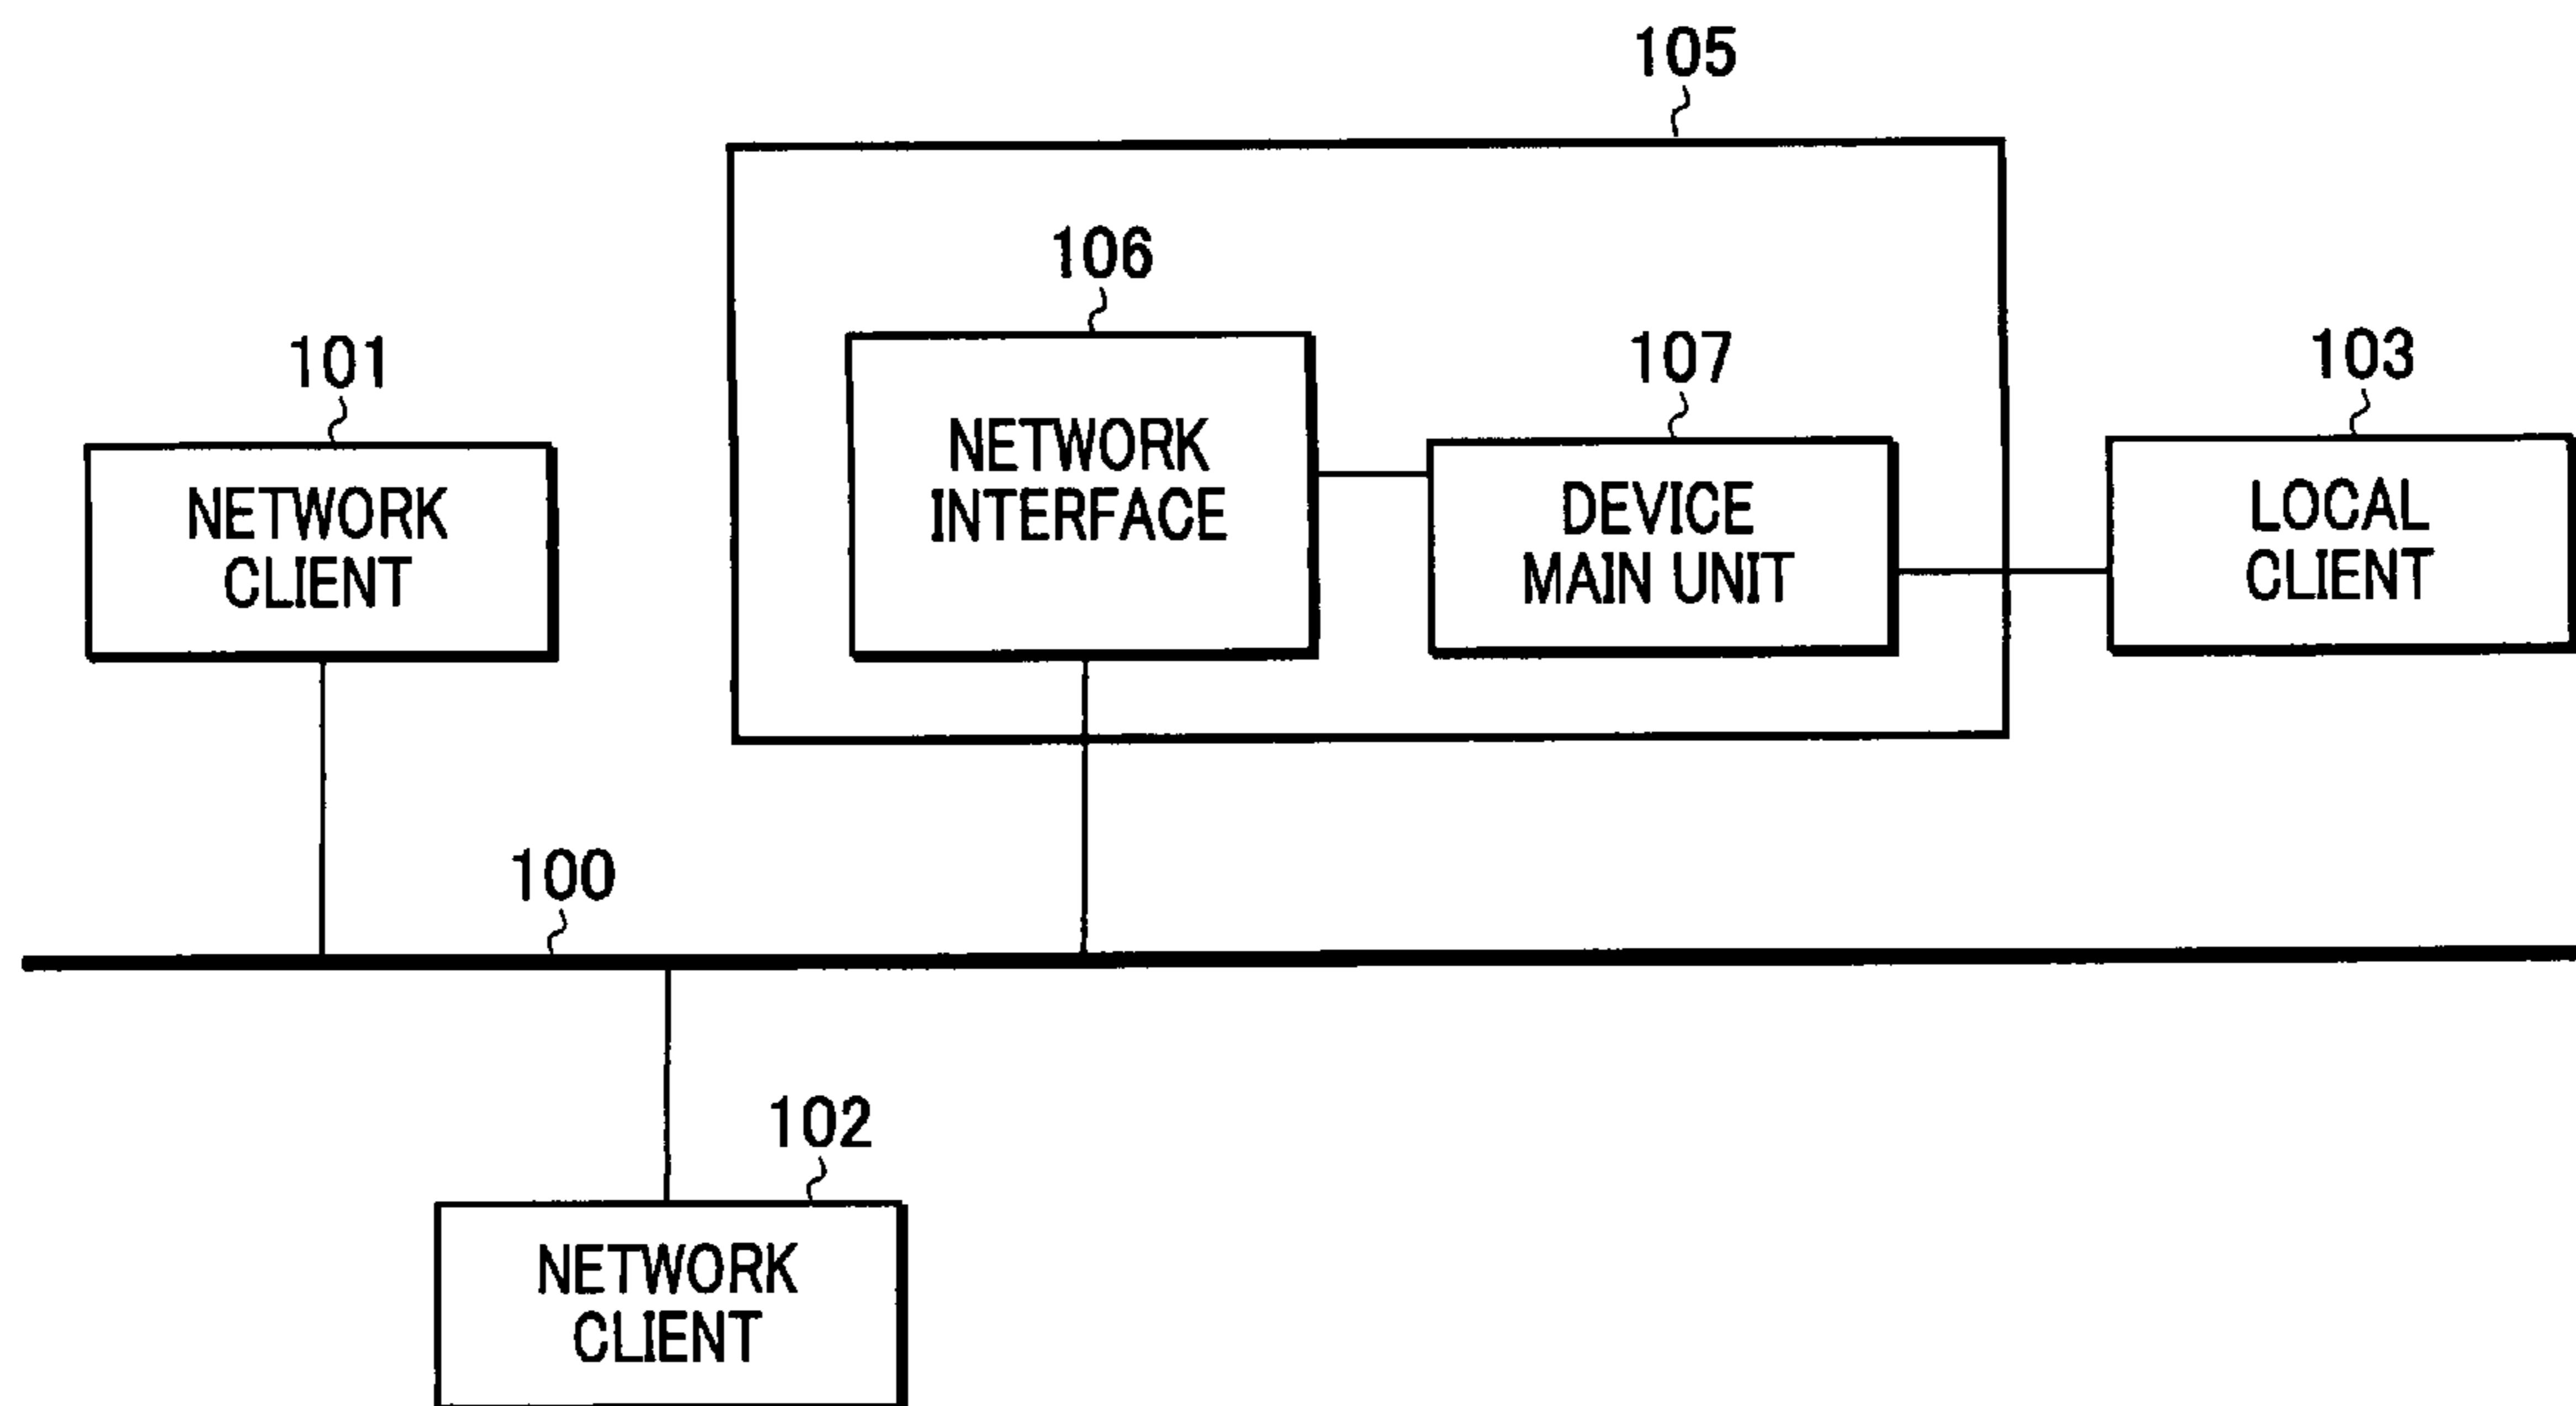 105
106
101
107
103
NETWORK
INTERFACE
NETWORK
CLIENT
DEVICE
MAIN UNIT
LOCAL
CLIENT
100
102
NETWORK
CLIENT